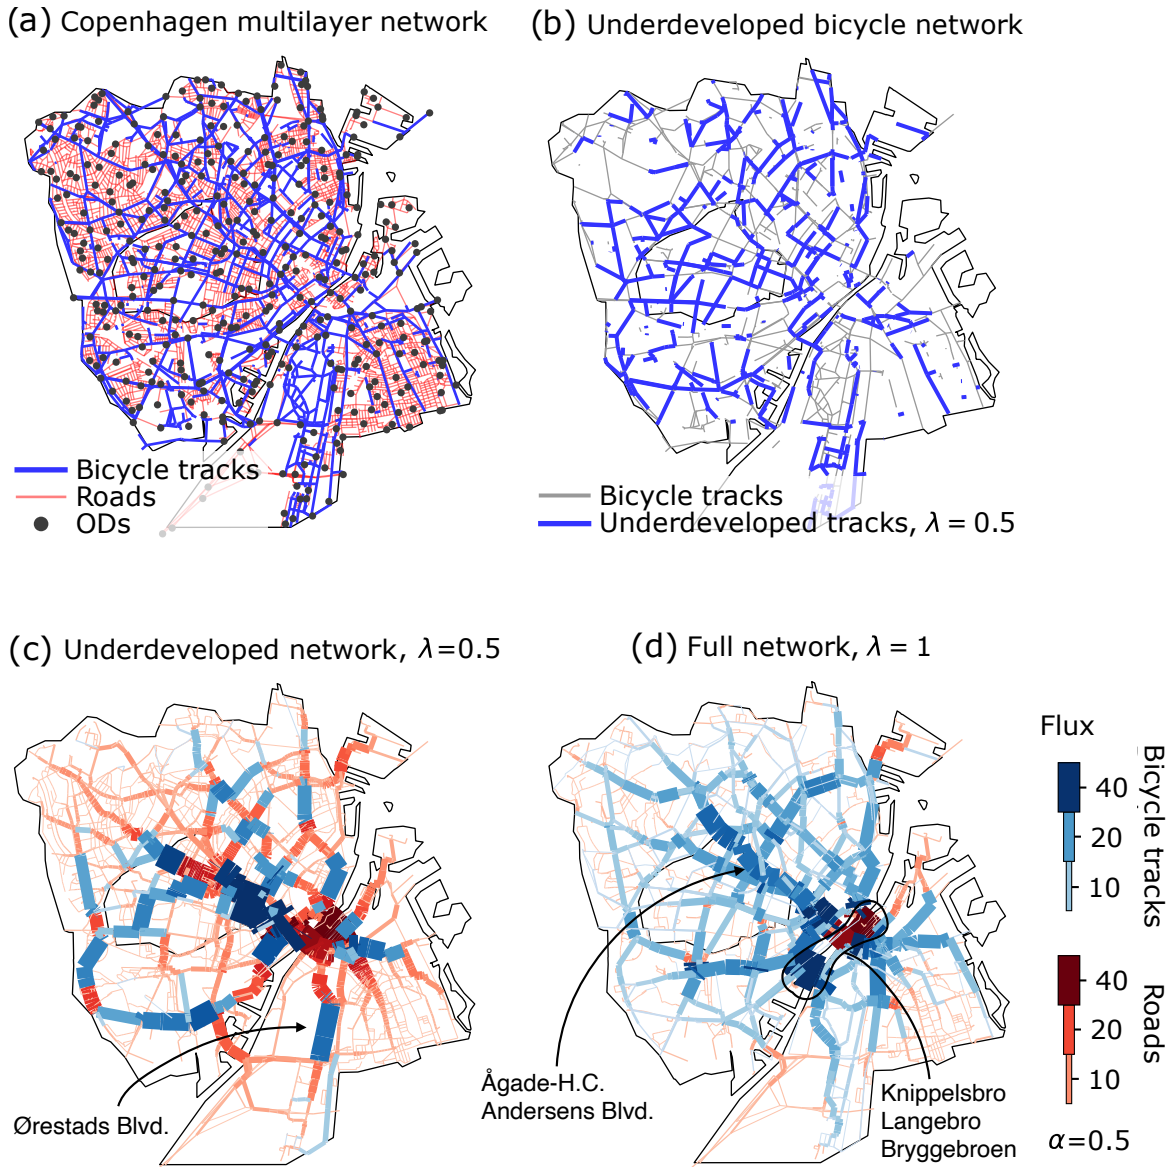 (a) Copenhagen multilayer network
(b) Underdeveloped bicycle network
Bicycle tracks
Roads
ODs
Bicycle tracks
Underdeveloped tracks, λ = 0.5
(c) Underdeveloped network, λ=0.5
(d) Full network, λ = 1
Flux
40
20
10
Bicycle tracks
40
20
10
Roads
α=0.5
Ørestads Blvd.
Ågade-H.C.
Andersens Blvd.
Knippelsbro
Langebro
Bryggebroen